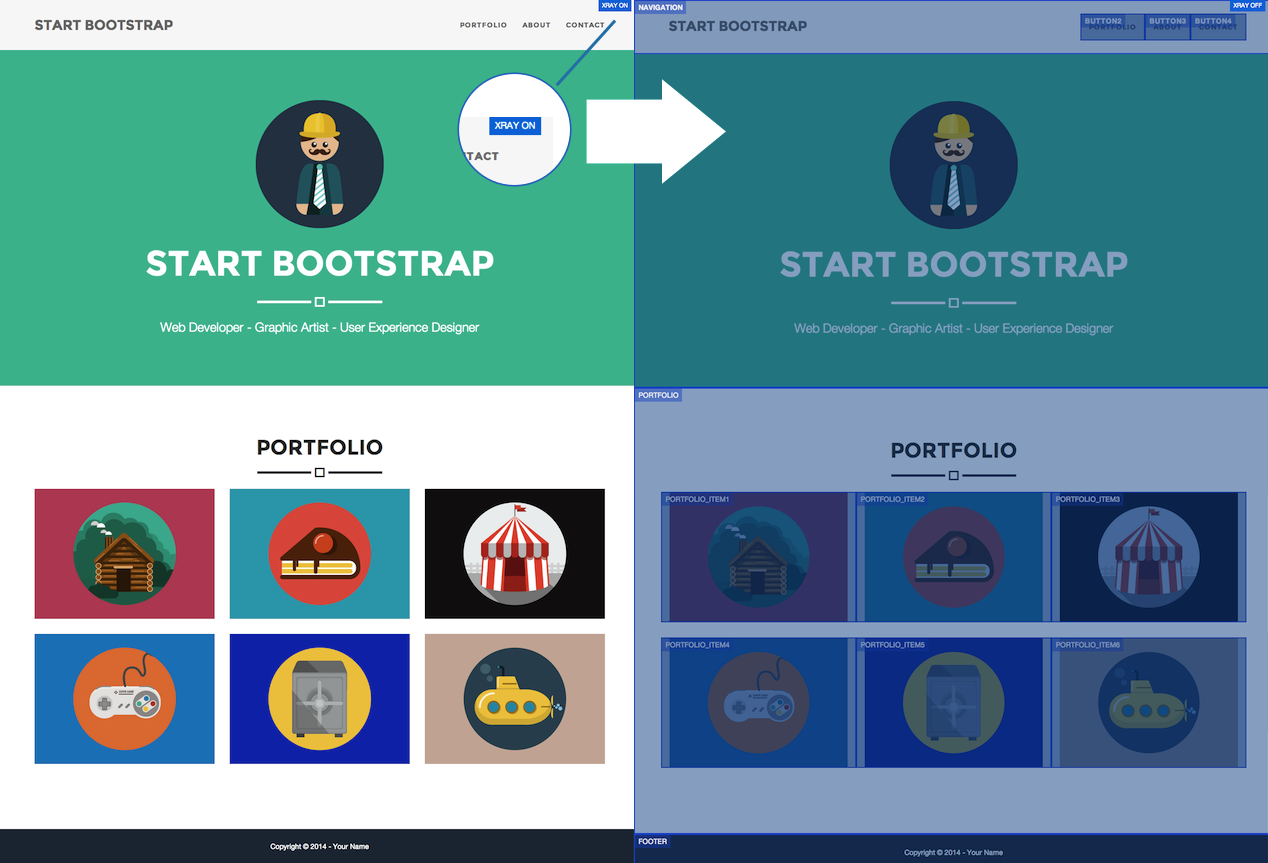 START BOOTSTRAP
PORTFOLIO ABOUT CONTACT
XRAY ON
XRAY ON
TACT
START BOOTSTRAP
Web Developer - Graphic Artist - User Experience Designer
PORTFOLIO
Copyright © 2014 - Your Name
NAVIGATION
XRAY OFF
START BOOTSTRAP
BUTTON2 BUTTON3 BUTTON4
PORTFOLIO ABOUT CONTACT
START BOOTSTRAP
Web Developer - Graphic Artist - User Experience Designer
PORTFOLIO
PORTFOLIO
PORTFOLIO_ITEM1 PORTFOLIO_ITEM2 PORTFOLIO_ITEM3
PORTFOLIO_ITEM4 PORTFOLIO_ITEM5 PORTFOLIO_ITEM6
FOOTER
Copyright © 2014 - Your Name